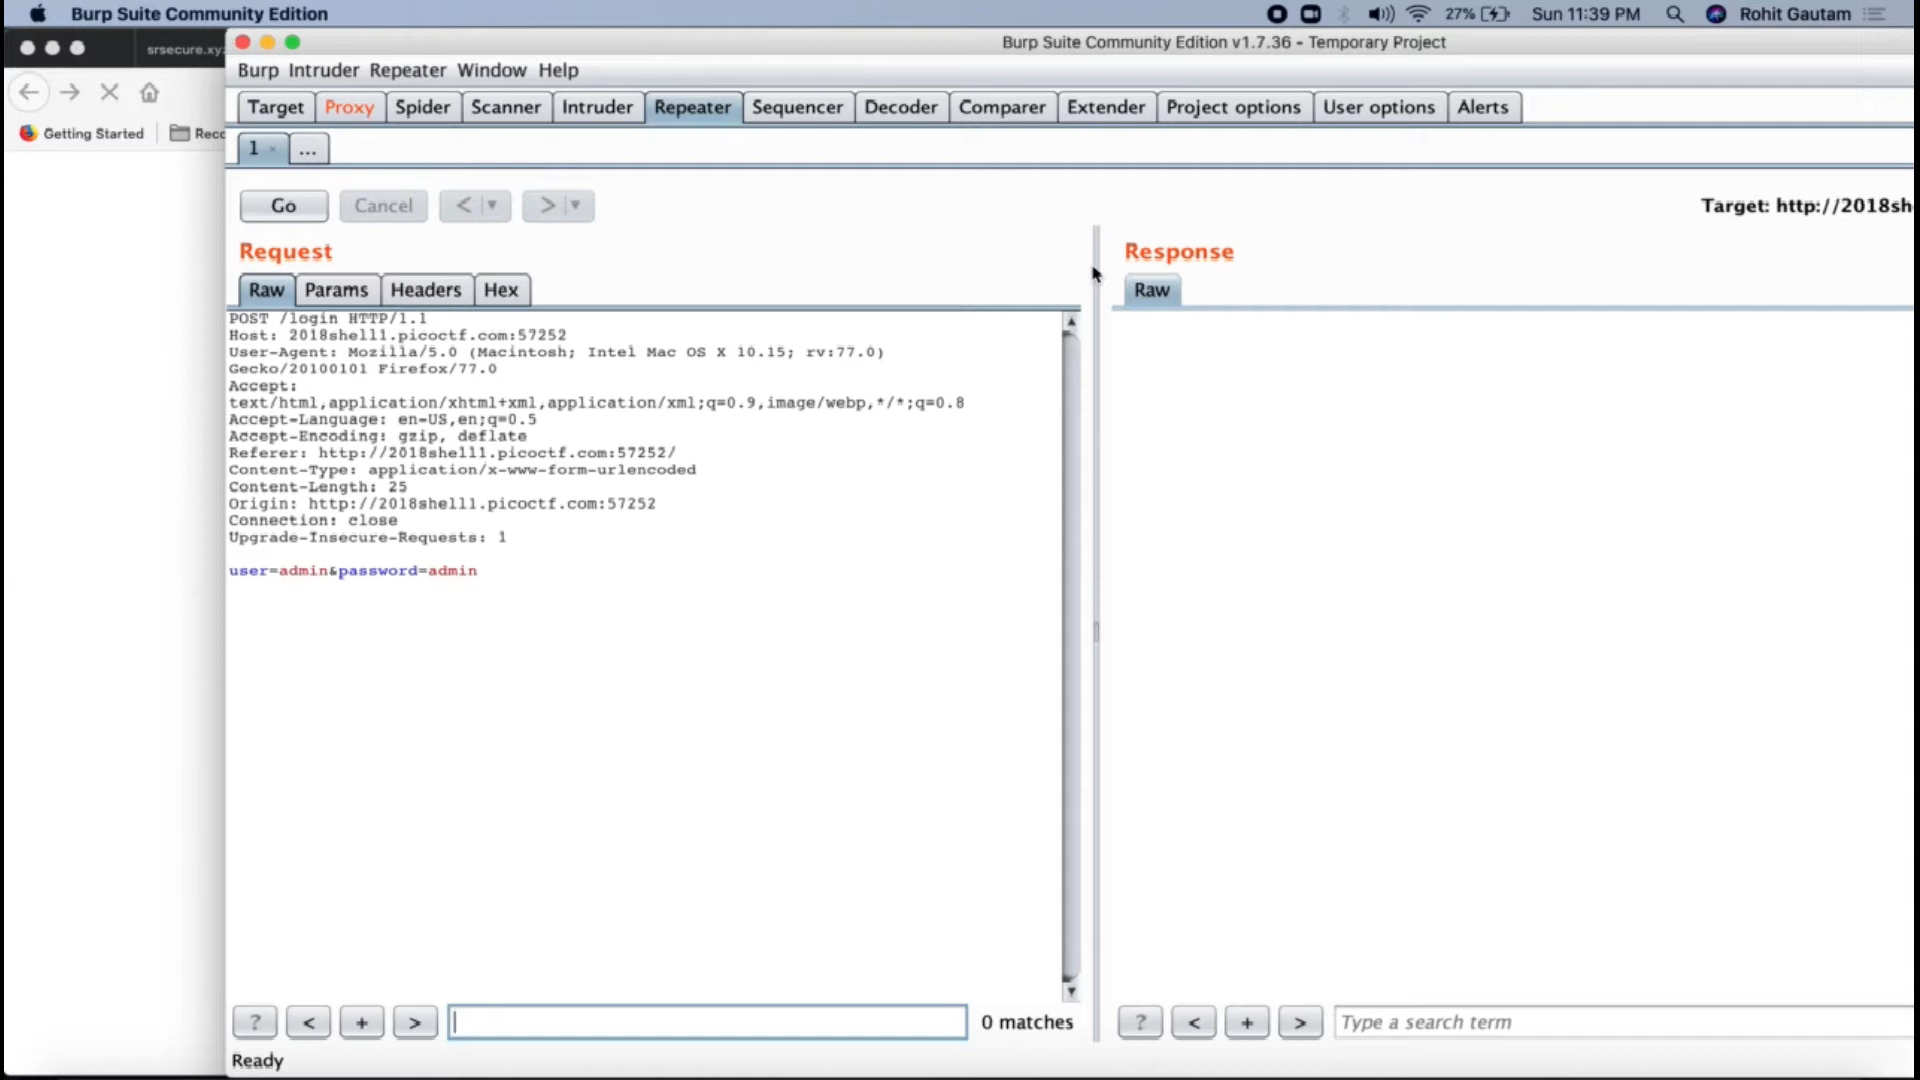 Burp Suite Community Edition
27%
Sun 11:39 PM
Rohit Gautam
srsecure.xy
Burp Suite Community Edition v1.7.36 - Temporary Project
Burp Intruder Repeater Window Help
Target Proxy Spider Scanner Intruder Repeater Sequencer Decoder Comparer Extender Project options User options Alerts
Getting Started
Reco
1 × ...
Go Cancel < ▼ > ▼
Target: http://2018sh
Request
Response
Raw Params Headers Hex
Raw
POST /login HTTP/1.1
Host: 2018shell1.picoctf.com:57252
User-Agent: Mozilla/5.0 (Macintosh; Intel Mac OS X 10.15; rv:77.0)
Gecko/20100101 Firefox/77.0
Accept:
text/html,application/xhtml+xml,application/xml;q=0.9,image/webp,*/*;q=0.8
Accept-Language: en-US,en;q=0.5
Accept-Encoding: gzip, deflate
Referer: http://2018shell1.picoctf.com:57252/
Content-Type: application/x-www-form-urlencoded
Content-Length: 25
Origin: http://2018shell1.picoctf.com:57252
Connection: close
Upgrade-Insecure-Requests: 1
user=admin&password=admin
? < + > 0 matches
? < + > Type a search term
Ready